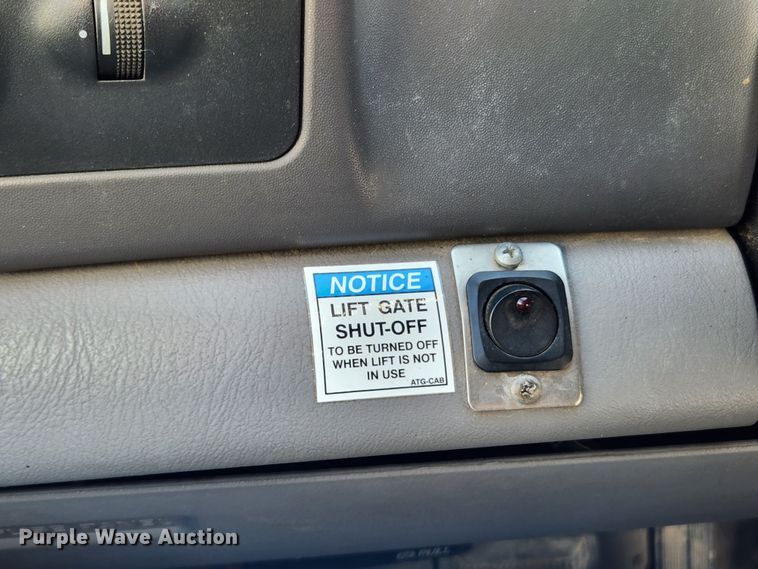 NOTICE
LIFT GATE
SHUT-OFF
TO BE TURNED OFF
WHEN LIFT IS NOT
IN USE
ATG-CAB
PULL
Purple Wave Auction